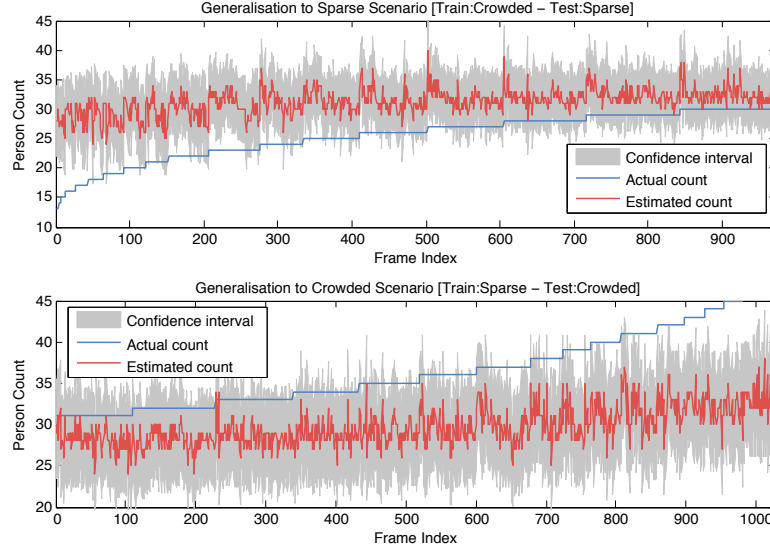 Generalisation to Sparse Scenario [Train:Crowded − Test:Sparse]
45
40
35
30
25
20
15
10
Person Count
0 100 200 300 400 500 600 700 800 900
Frame Index
Confidence interval
Actual count
Estimated count
Generalisation to Crowded Scenario [Train:Sparse − Test:Crowded]
45
40
35
30
25
20
Person Count
0 100 200 300 400 500 600 700 800 900 1000
Frame Index
Confidence interval
Actual count
Estimated count